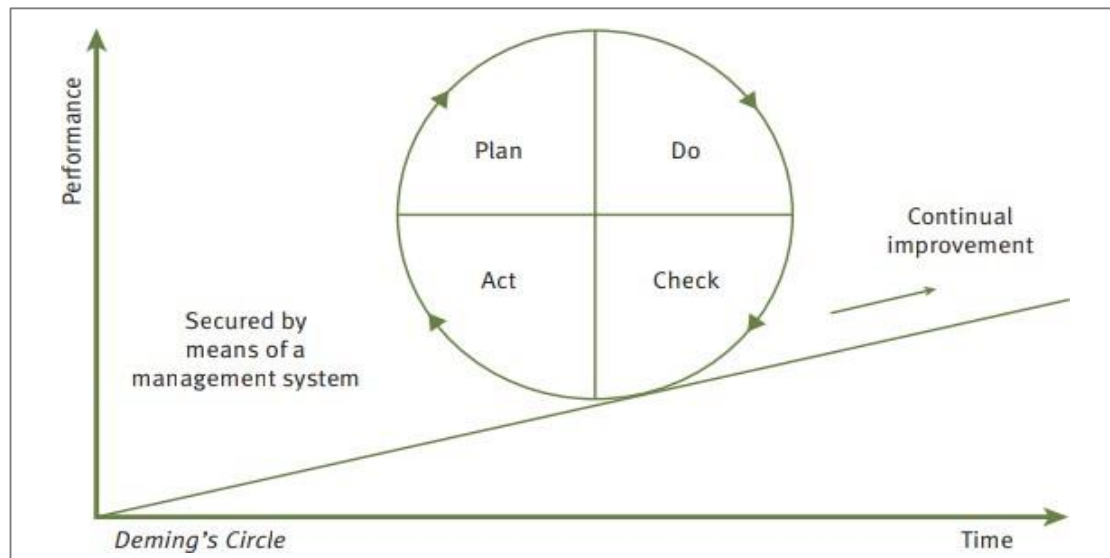 Performance
Plan
Do
Act
Check
Continual
improvement
Secured by
means of a
management system
Deming's Circle
Time